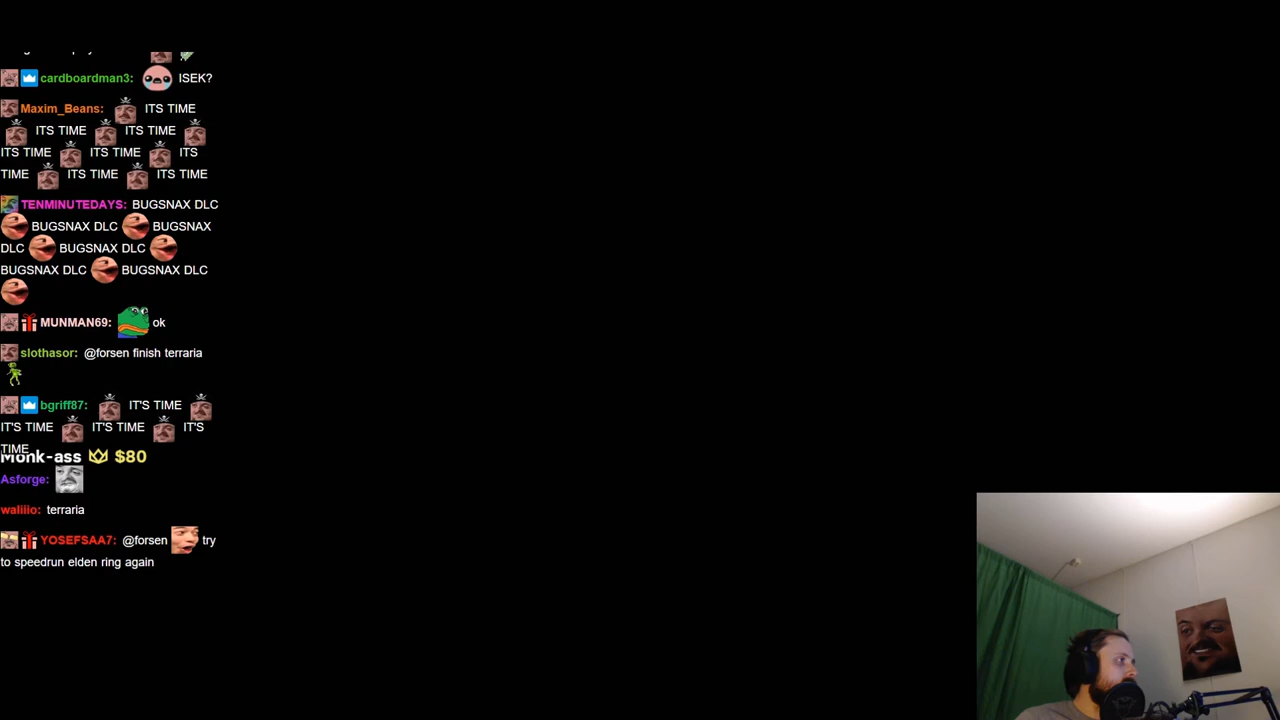 cardboardman3: ISEK?
Maxim_Beans: ITS TIME
ITS TIME ITS TIME
ITS TIME ITS TIME ITS
TIME ITS TIME ITS TIME
TENMINUTEDAYS: BUGSNAX DLC
BUGSNAX DLC BUGSNAX
DLC BUGSNAX DLC
BUGSNAX DLC BUGSNAX DLC
MUNMAN69: ok
slothasor: @forsen finish terraria
bgriff87: IT'S TIME
IT'S TIME IT'S TIME IT'S
TIME
Monk-ass $80
Asforge:
waliiio: terraria
YOSEFSAA7: @forsen try
to speedrun elden ring again